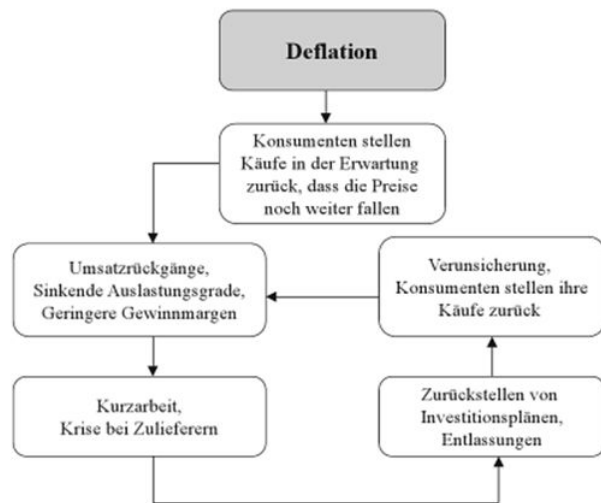 Deflation
Konsumenten stellen
Käufe in der Erwartung
zurück, dass die Preise
noch weiter fallen
Umsatzrückgänge,
Sinkende Auslastungsgrade,
Geringere Gewinnmargen
Verunsicherung,
Konsumenten stellen ihre
Käufe zurück
Kurzarbeit,
Krise bei Zulieferern
Zurückstellen von
Investitionsplänen,
Entlassungen